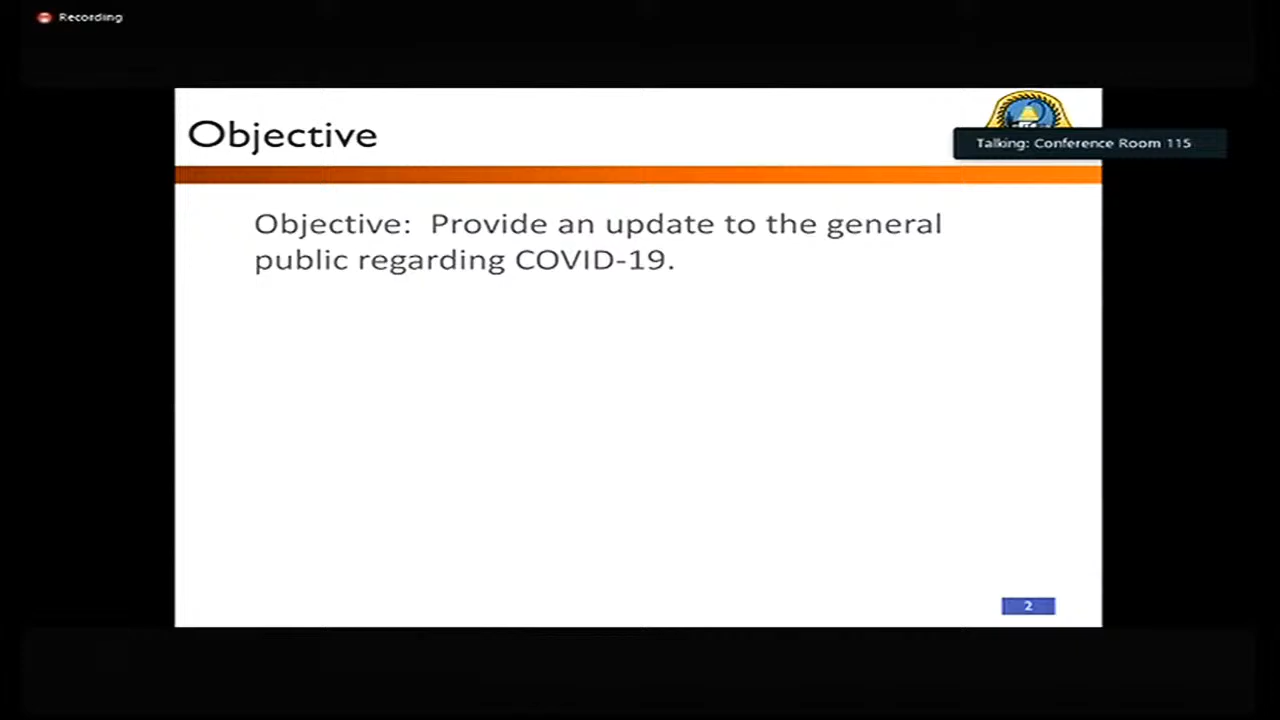 Recording
Objective
Talking: Conference Room 115
Objective: Provide an update to the general
public regarding COVID-19.
2